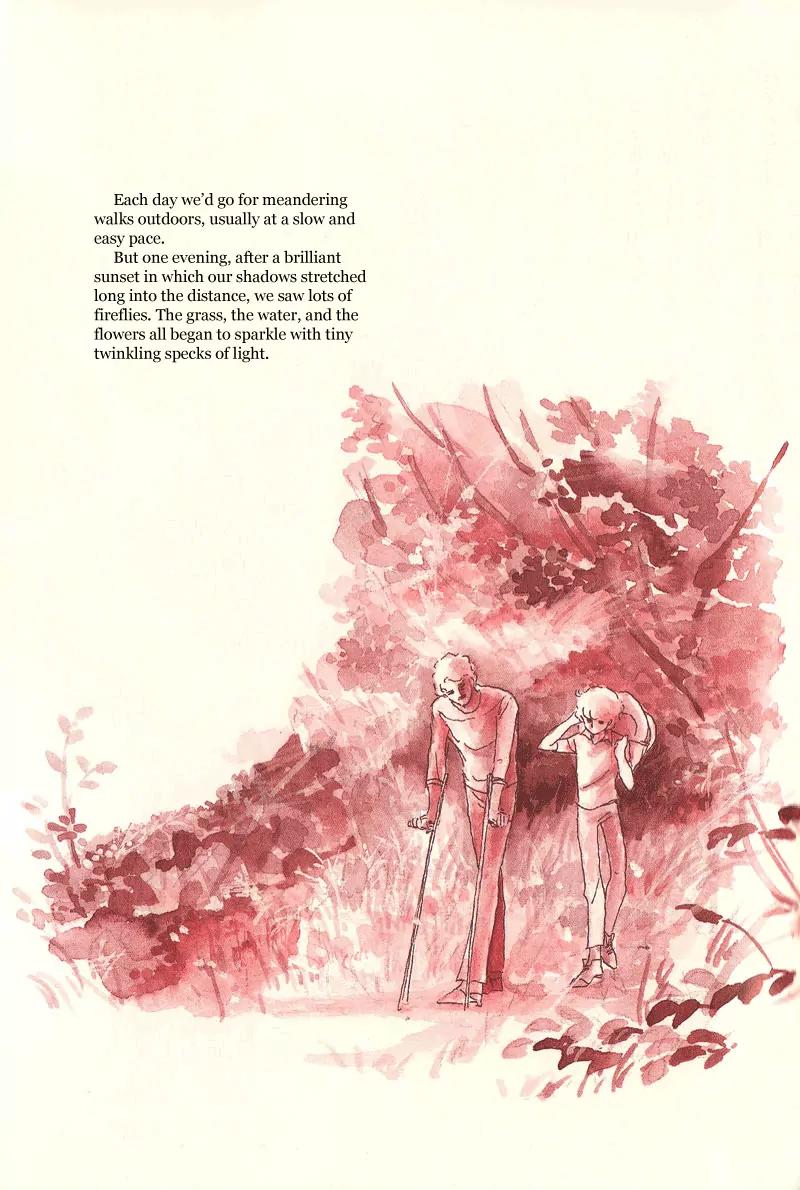 Each day we’d go for meandering
walks outdoors, usually at a slow and
easy pace.
But one evening, after a brilliant
sunset in which our shadows stretched
long into the distance, we saw lots of
fireflies. The grass, the water, and the
flowers all began to sparkle with tiny
twinkling specks of light.